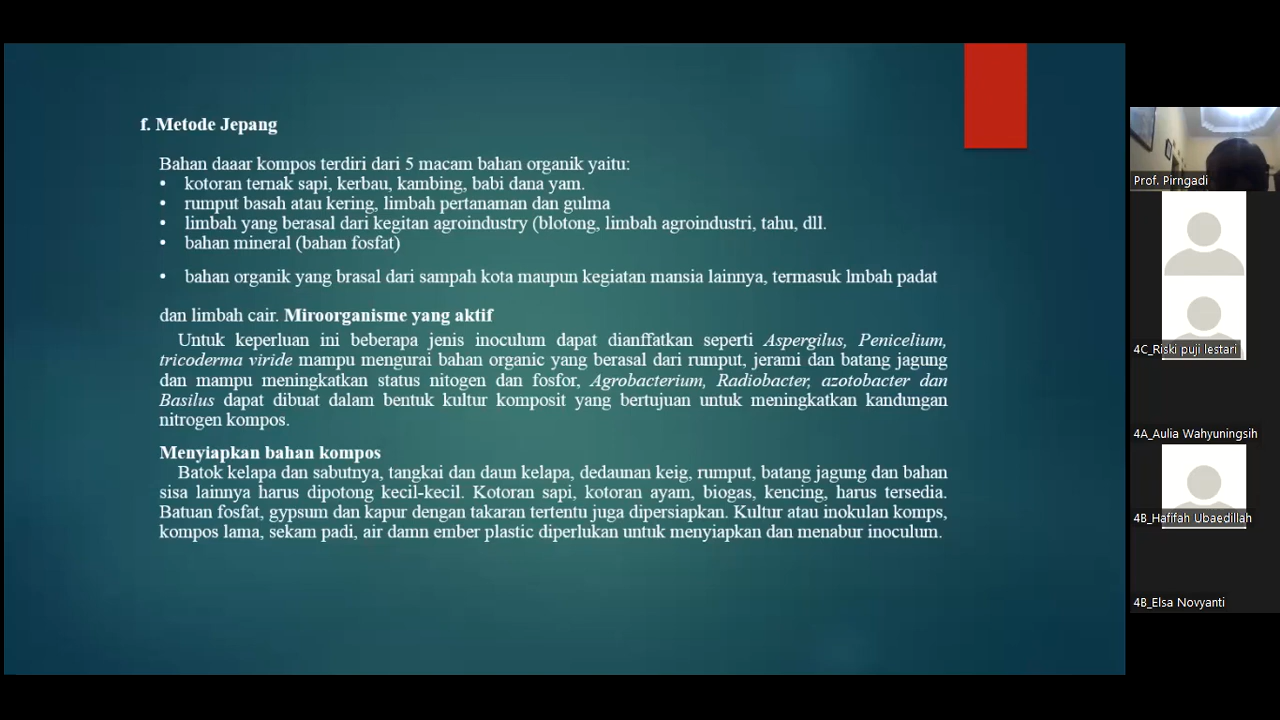 f. Metode Jepang
Bahan daaar kompos terdiri dari 5 macam bahan organik yaitu:
• kotoran ternak sapi, kerbau, kambing, babi dana yam.
• rumput basah atau kering, limbah pertanaman dan gulma
• limbah yang berasal dari kegitan agroindustry (blotong, limbah agroindustri, tahu, dll.
• bahan mineral (bahan fosfat)
• bahan organik yang brasal dari sampah kota maupun kegiatan mansia lainnya, termasuk lmbah padat
dan limbah cair. Miroorganisme yang aktif
Untuk keperluan ini beberapa jenis inoculum dapat dianffatkan seperti Aspergilus, Penicelium,
tricoderma viride mampu mengurai bahan organic yang berasal dari rumput, jerami dan batang jagung
dan mampu meningkatkan status nitogen dan fosfor, Agrobacterium, Radiobacter, azotobacter dan
Basilus dapat dibuat dalam bentuk kultur komposit yang bertujuan untuk meningkatkan kandungan
nitrogen kompos.
Menyiapkan bahan kompos
Batok kelapa dan sabutnya, tangkai dan daun kelapa, dedaunan keig, rumput, batang jagung dan bahan
sisa lainnya harus dipotong kecil-kecil. Kotoran sapi, kotoran ayam, biogas, kencing, harus tersedia.
Batuan fosfat, gypsum dan kapur dengan takaran tertentu juga dipersiapkan. Kultur atau inokulan komps,
kompos lama, sekam padi, air damn ember plastic diperlukan untuk menyiapkan dan menabur inoculum.
Prof. Pirngadi
4C_Riski puji lestari
4A_Aulia Wahyuningsih
4B_Hafifah Ubaedillah
4B_Elsa Novyanti